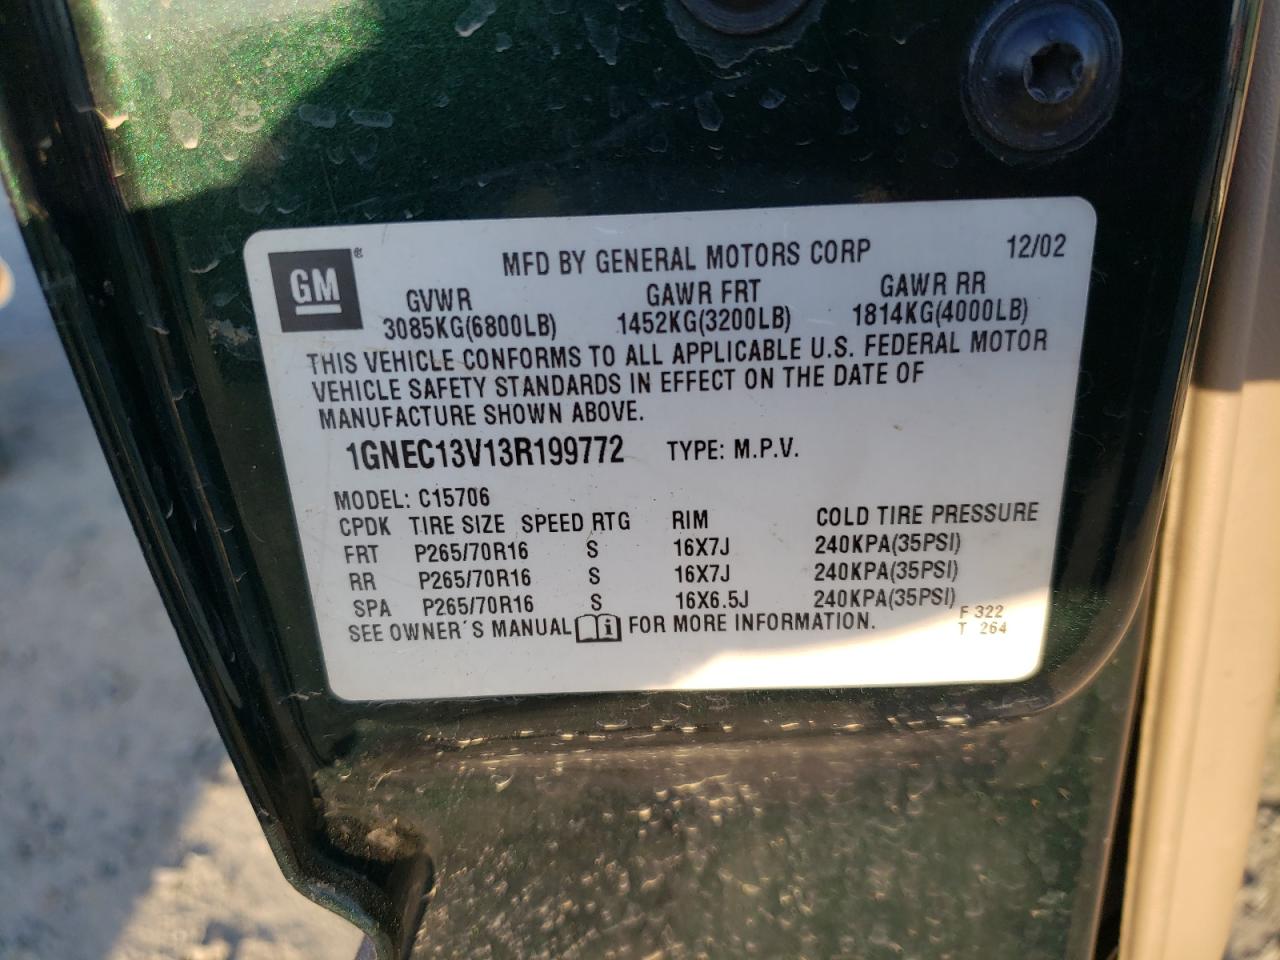 GM®
MFD BY GENERAL MOTORS CORP 12/02
GVWR GAWR FRT GAWR RR
3085KG(6800LB) 1452KG(3200LB) 1814KG(4000LB)
THIS VEHICLE CONFORMS TO ALL APPLICABLE U.S. FEDERAL MOTOR
VEHICLE SAFETY STANDARDS IN EFFECT ON THE DATE OF
MANUFACTURE SHOWN ABOVE.
1GNEC13V13R199772 TYPE: M.P.V.
MODEL: C15706
CPDK TIRE SIZE SPEED RTG RIM COLD TIRE PRESSURE
FRT P265/70R16 S 16X7J 240KPA(35PSI)
RR P265/70R16 S 16X7J 240KPA(35PSI)
SPA P265/70R16 S 16X6.5J 240KPA(35PSI)
SEE OWNER'S MANUAL i FOR MORE INFORMATION.
F 322
T 264